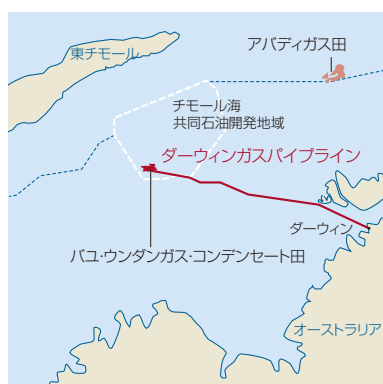 アバディガス田
東チモール
チモール海
共同石油開発地域
ダーウィンガスパイプライン
ダーウィン
バユ・ウンダンガス・コンデンセート田
オーストラリア